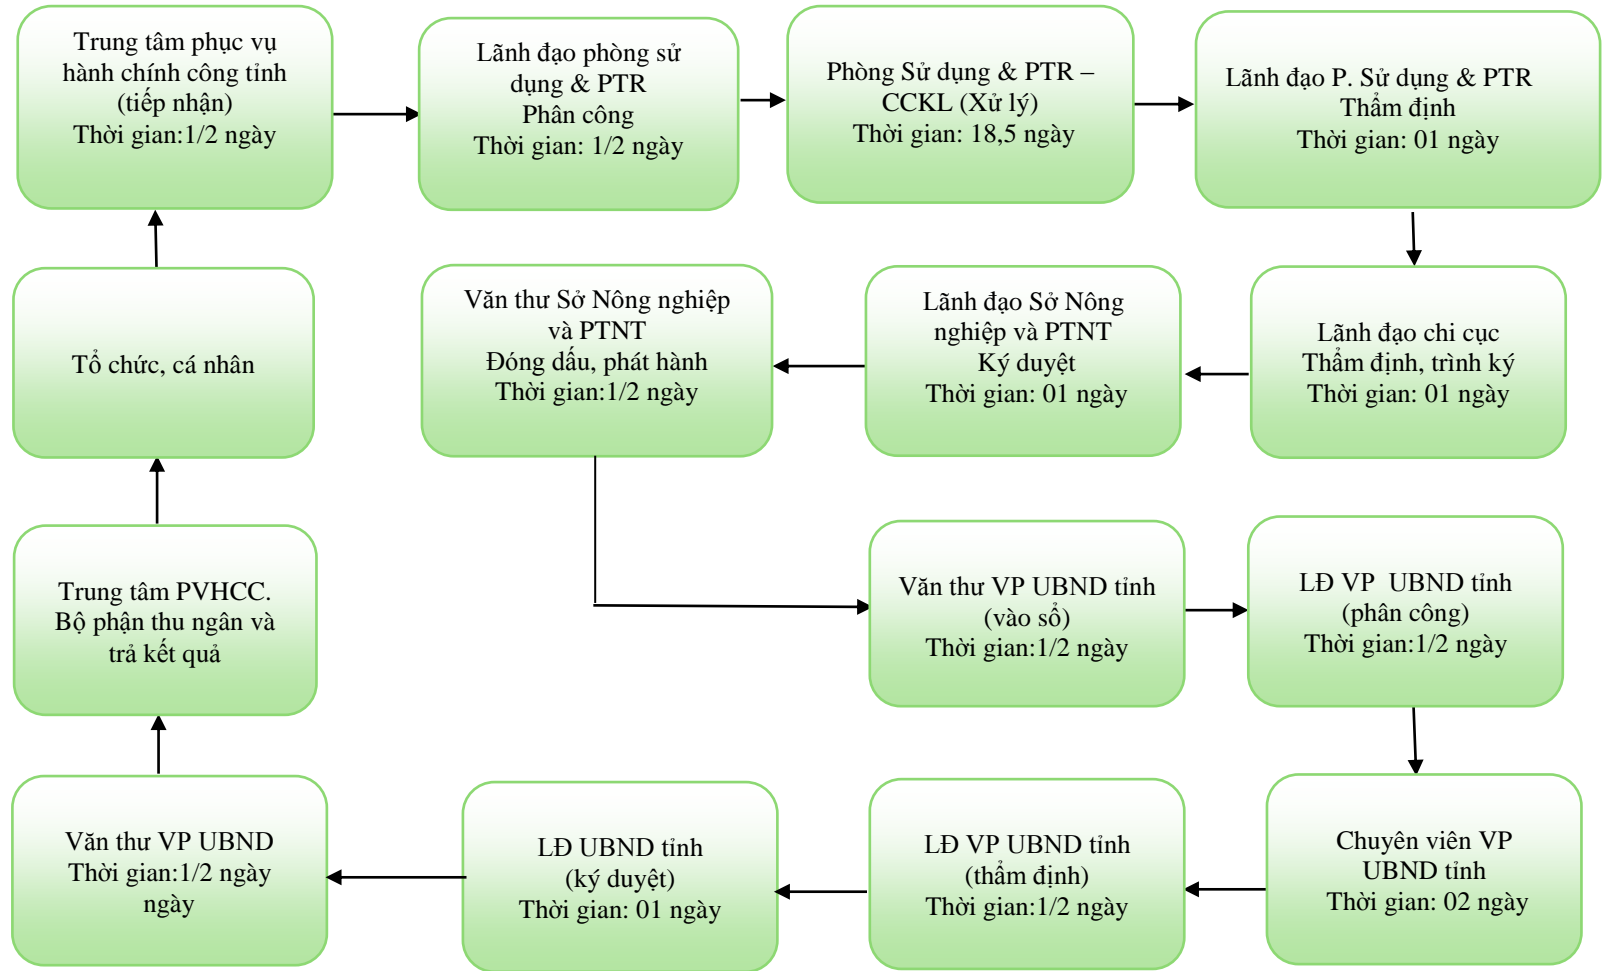 Trung tâm phục vụ
hành chính công tỉnh
(tiếp nhận)
Thời gian:1/2 ngày
Lãnh đạo phòng sử
dụng & PTR
Phân công
Thời gian: 1/2 ngày
Phòng Sử dụng & PTR –
CCKL (Xử lý)
Thời gian: 18,5 ngày
Lãnh đạo P. Sử dụng & PTR
Thẩm định
Thời gian: 01 ngày
Tổ chức, cá nhân
Văn thư Sở Nông nghiệp
và PTNT
Đóng dấu, phát hành
Thời gian:1/2 ngày
Lãnh đạo Sở Nông
nghiệp và PTNT
Ký duyệt
Thời gian: 01 ngày
Lãnh đạo chi cục
Thẩm định, trình ký
Thời gian: 01 ngày
Trung tâm PVHCC.
Bộ phận thu ngân và
trả kết quả
Văn thư VP UBND tỉnh
(vào sổ)
Thời gian:1/2 ngày
LĐ VP  UBND tỉnh
(phân công)
Thời gian:1/2 ngày
Văn thư VP UBND
Thời gian:1/2 ngày
ngày
LĐ UBND tỉnh
(ký duyệt)
Thời gian: 01 ngày
LĐ VP UBND tỉnh
(thẩm định)
Thời gian:1/2 ngày
Chuyên viên VP
UBND tỉnh
Thời gian: 02 ngày